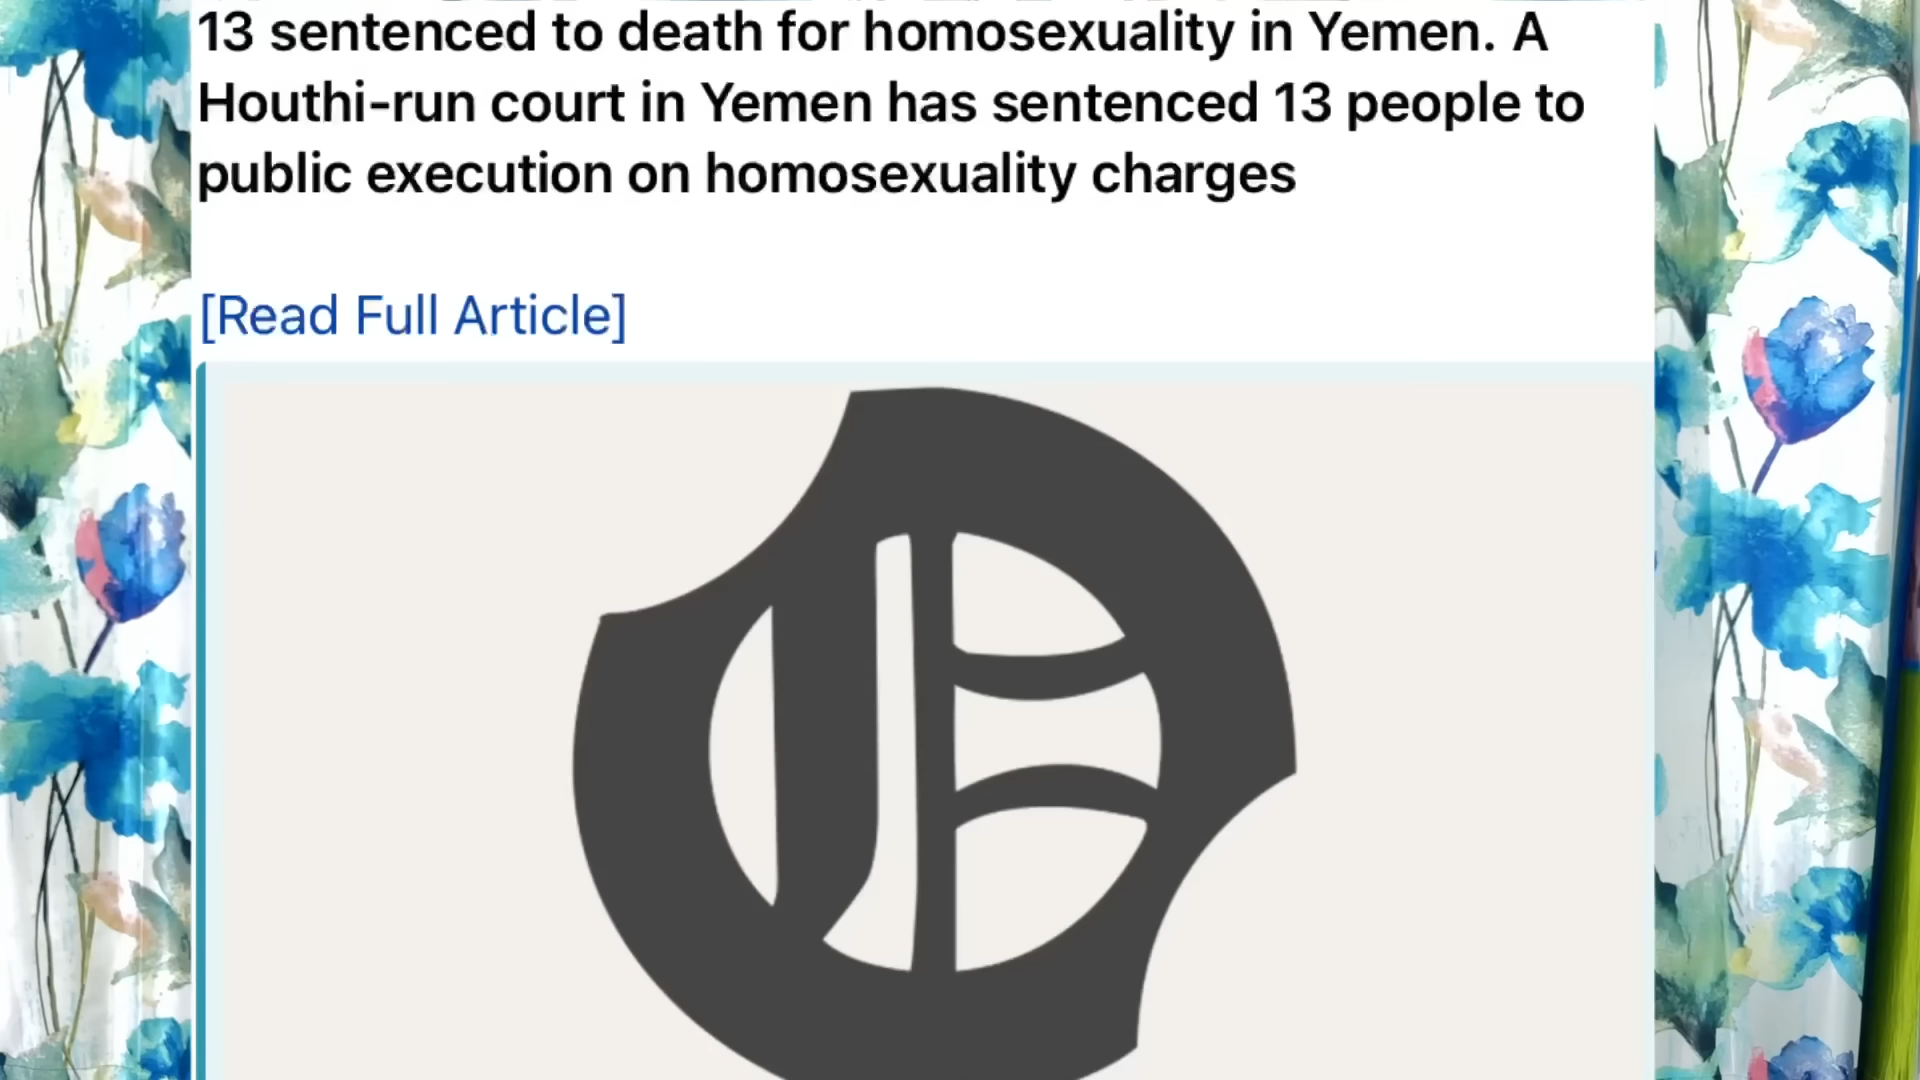 13 sentenced to death for homosexuality in Yemen. A
Houthi-run court in Yemen has sentenced 13 people to
public execution on homosexuality charges
[Read Full Article]